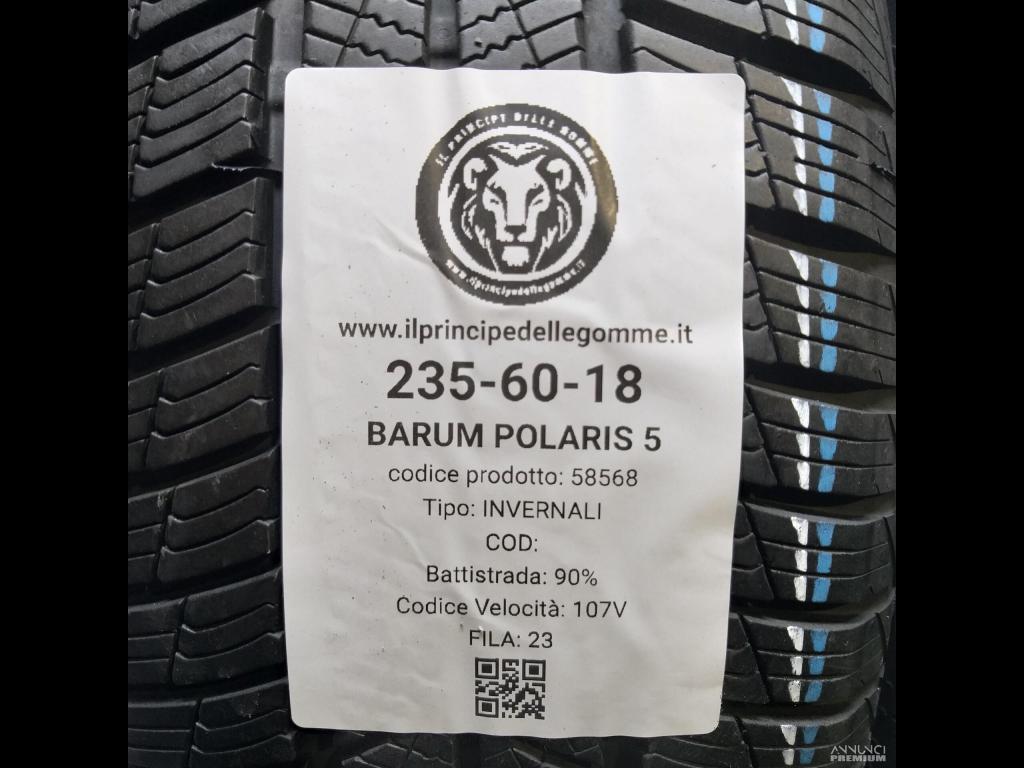 IL PRINCIPE DELLE GOMME
www.ilprincipedellegomme.it
www.ilprincipedellegomme.it
235-60-18
BARUM POLARIS 5
codice prodotto: 58568
Tipo: INVERNALI
COD:
Battistrada: 90%
Codice Velocità: 107V
FILA: 23
ANNUNCI
PREMIUM